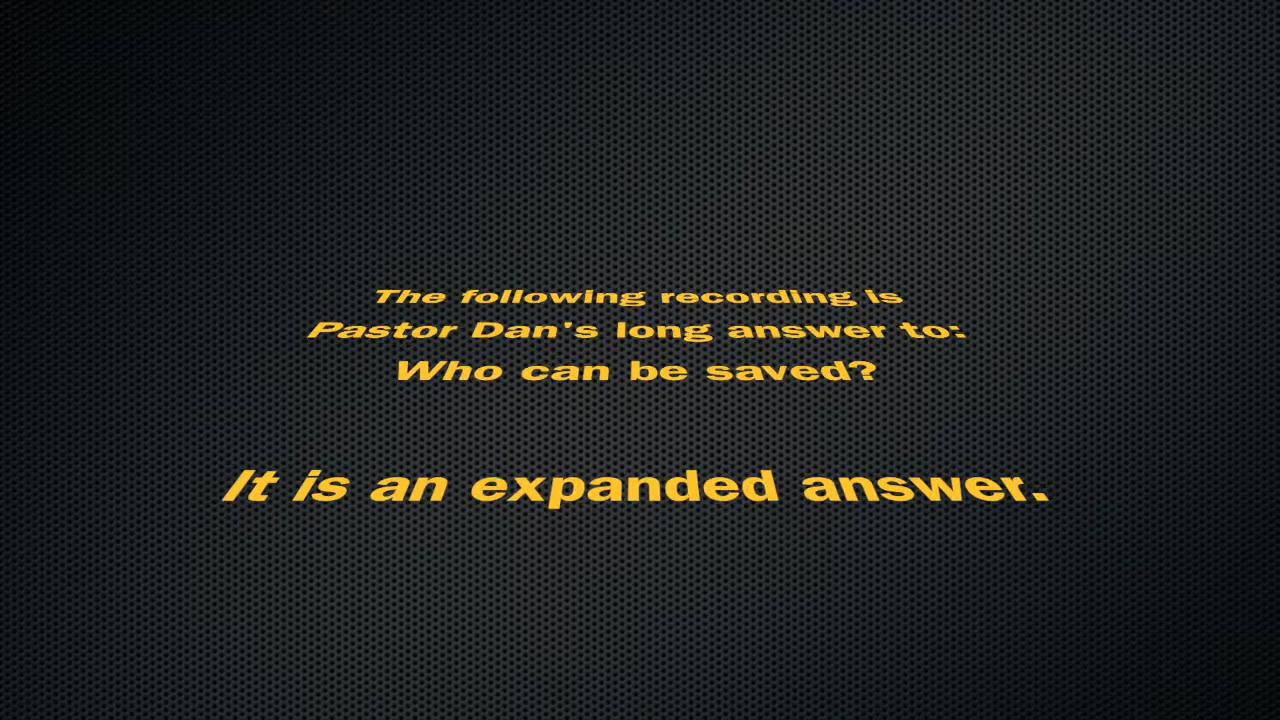 The following recording is
Pastor Dan's long answer to:
Who can be saved?
It is an expanded answer.